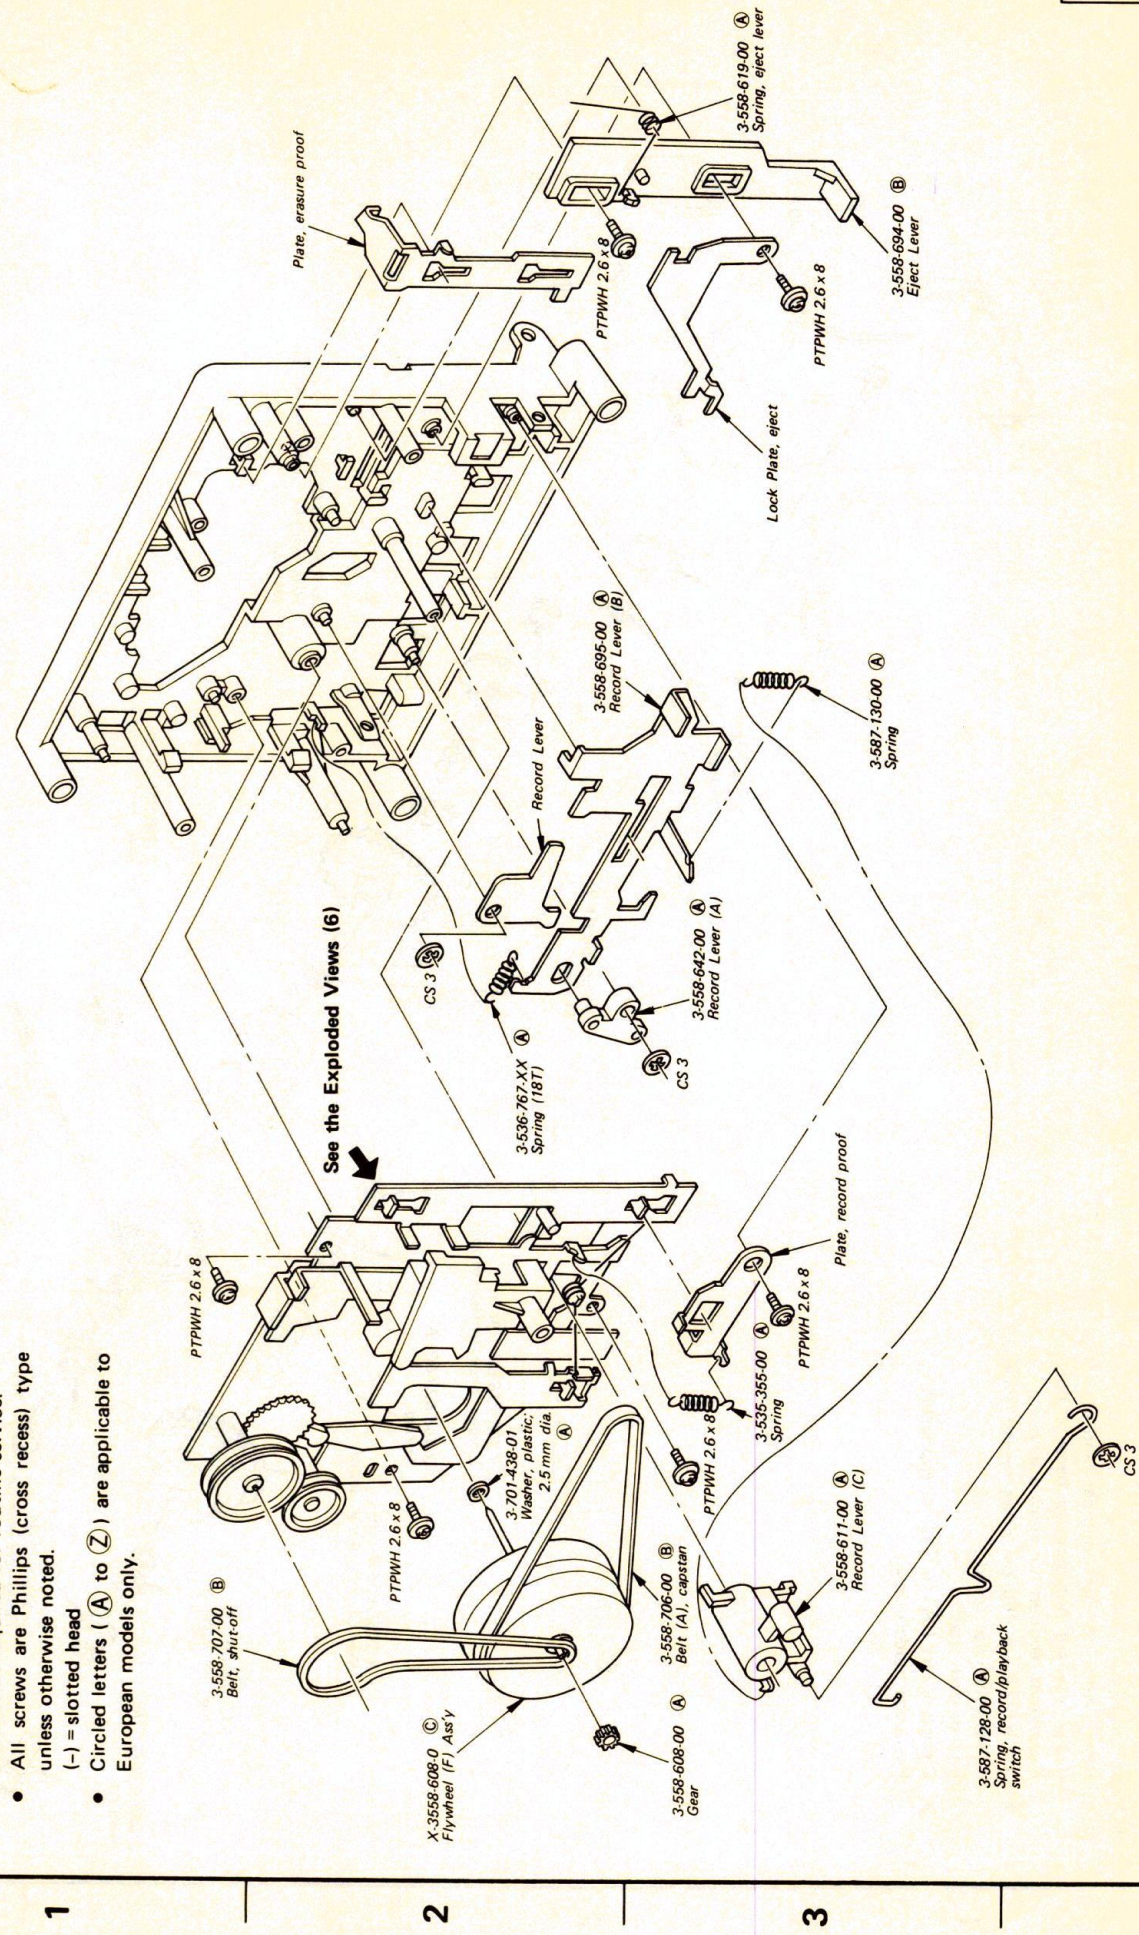 • All screws are Phillips (cross recess) type
unless otherwise noted.
(–) = slotted head
• Circled letters ( Ⓐ to Ⓩ ) are applicable to
European models only.
1
2
3
3-558-707-00 Ⓑ
Belt, shut-off
PTPWH 2.6 x 8
See the Exploded Views (6)
X-3558-608-0 Ⓒ
Flywheel (F) Ass'y
PTPWH 2.6 x 8
3-701-438-01
Washer, plastic;
2.5 mm dia.
Ⓐ
3-558-608-00 Ⓐ
Gear
3-558-706-00 Ⓑ
Belt (A), capstan
PTPWH 2.6 x 8
3-535-355-00 Ⓐ
Spring
PTPWH 2.6 x 8
Plate, record proof
3-558-611-00 Ⓐ
Record Lever (C)
3-587-128-00 Ⓐ
Spring, record/playback
switch
CS 3
CS 3
3-536-767-XX Ⓐ
Spring (18T)
Record Lever
CS 3
3-558-642-00 Ⓐ
Record Lever (A)
3-558-695-00 Ⓐ
Record Lever (B)
3-587-130-00 Ⓐ
Spring
Plate, erasure proof
PTPWH 2.6 x 8
Lock Plate, eject
PTPWH 2.6 x 8
3-558-619-00 Ⓐ
Spring, eject lever
3-558-694-00 Ⓑ
Eject Lever